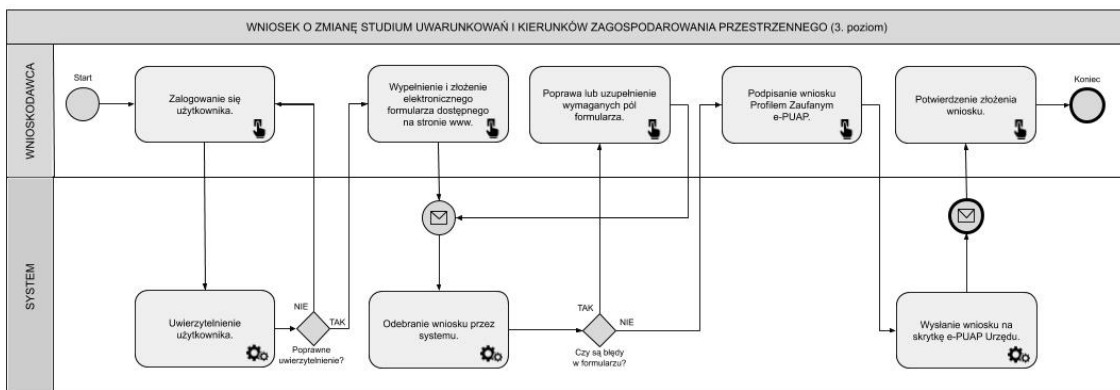 WNIOSEK O ZMIANĘ STUDIUM UWARUNKOWAŃ I KIERUNKÓW ZAGOSPODAROWANIA PRZESTRZENNEGO (3. poziom)
WNIOSKODAWCA
Start
Zalogowanie się
użytkownika.
Wypełnienie i złożenie
elektronicznego
formularza dostępnego
na stronie www.
Poprawa lub uzupełnienie
wymaganych pól
formularza.
Podpisanie wniosku
Profilem Zaufanym
e-PUAP.
Potwierdzenie złożenia
wniosku.
Koniec
SYSTEM
Uwierzytelnienie
użytkownika.
NIE
TAK
Poprawne
uwierzytelnienie?
Odebranie wniosku przez
systemu.
TAK
NIE
Czy są błędy
w formularzu?
Wysłanie wniosku na
skrytkę e-PUAP Urzędu.